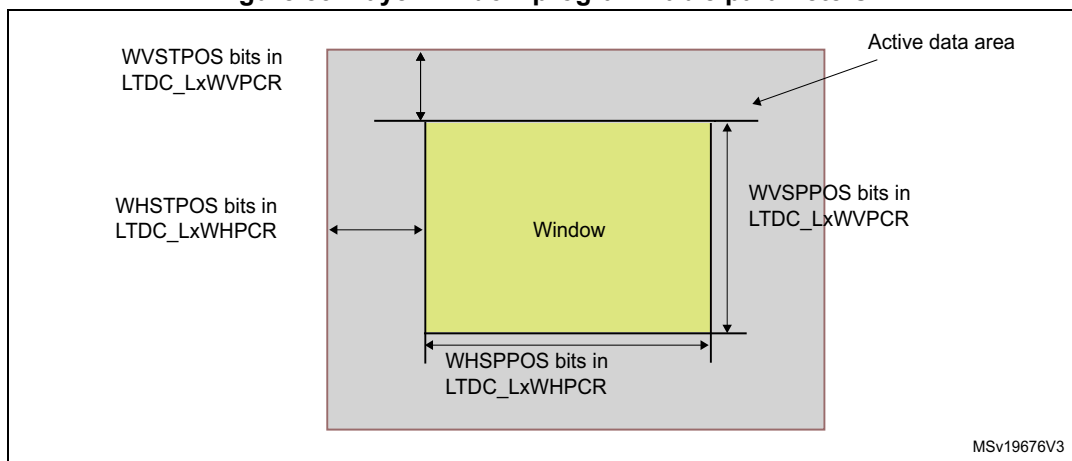 WVSTPOS bits in
LTDC_LxWVPCR
Active data area
WHSTPOS bits in
LTDC_LxWHPCR
Window
WVSPPOS bits in
LTDC_LxWVPCR
WHSPPOS bits in
LTDC_LxWHPCR
MSv19676V3